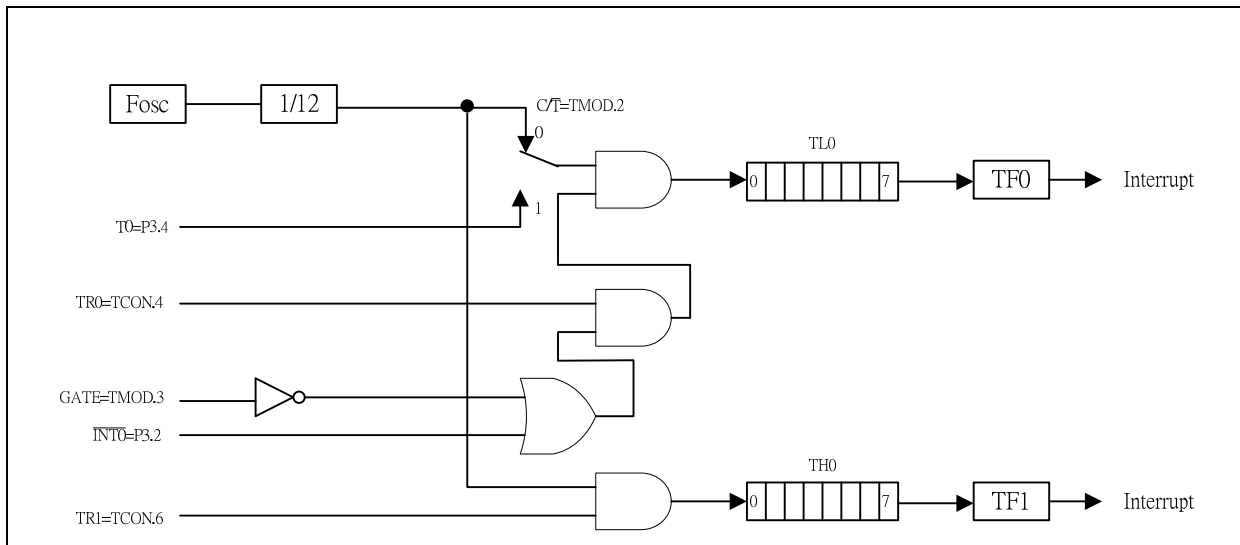 Fosc
1/12
C/T̅=TMOD.2
0
TL0
0
7
TF0
Interrupt
1
T0=P3.4
TR0=TCON.4
GATE=TMOD.3
I̅N̅T̅0̅=P3.2
TH0
0
7
TF1
Interrupt
TR1=TCON.6